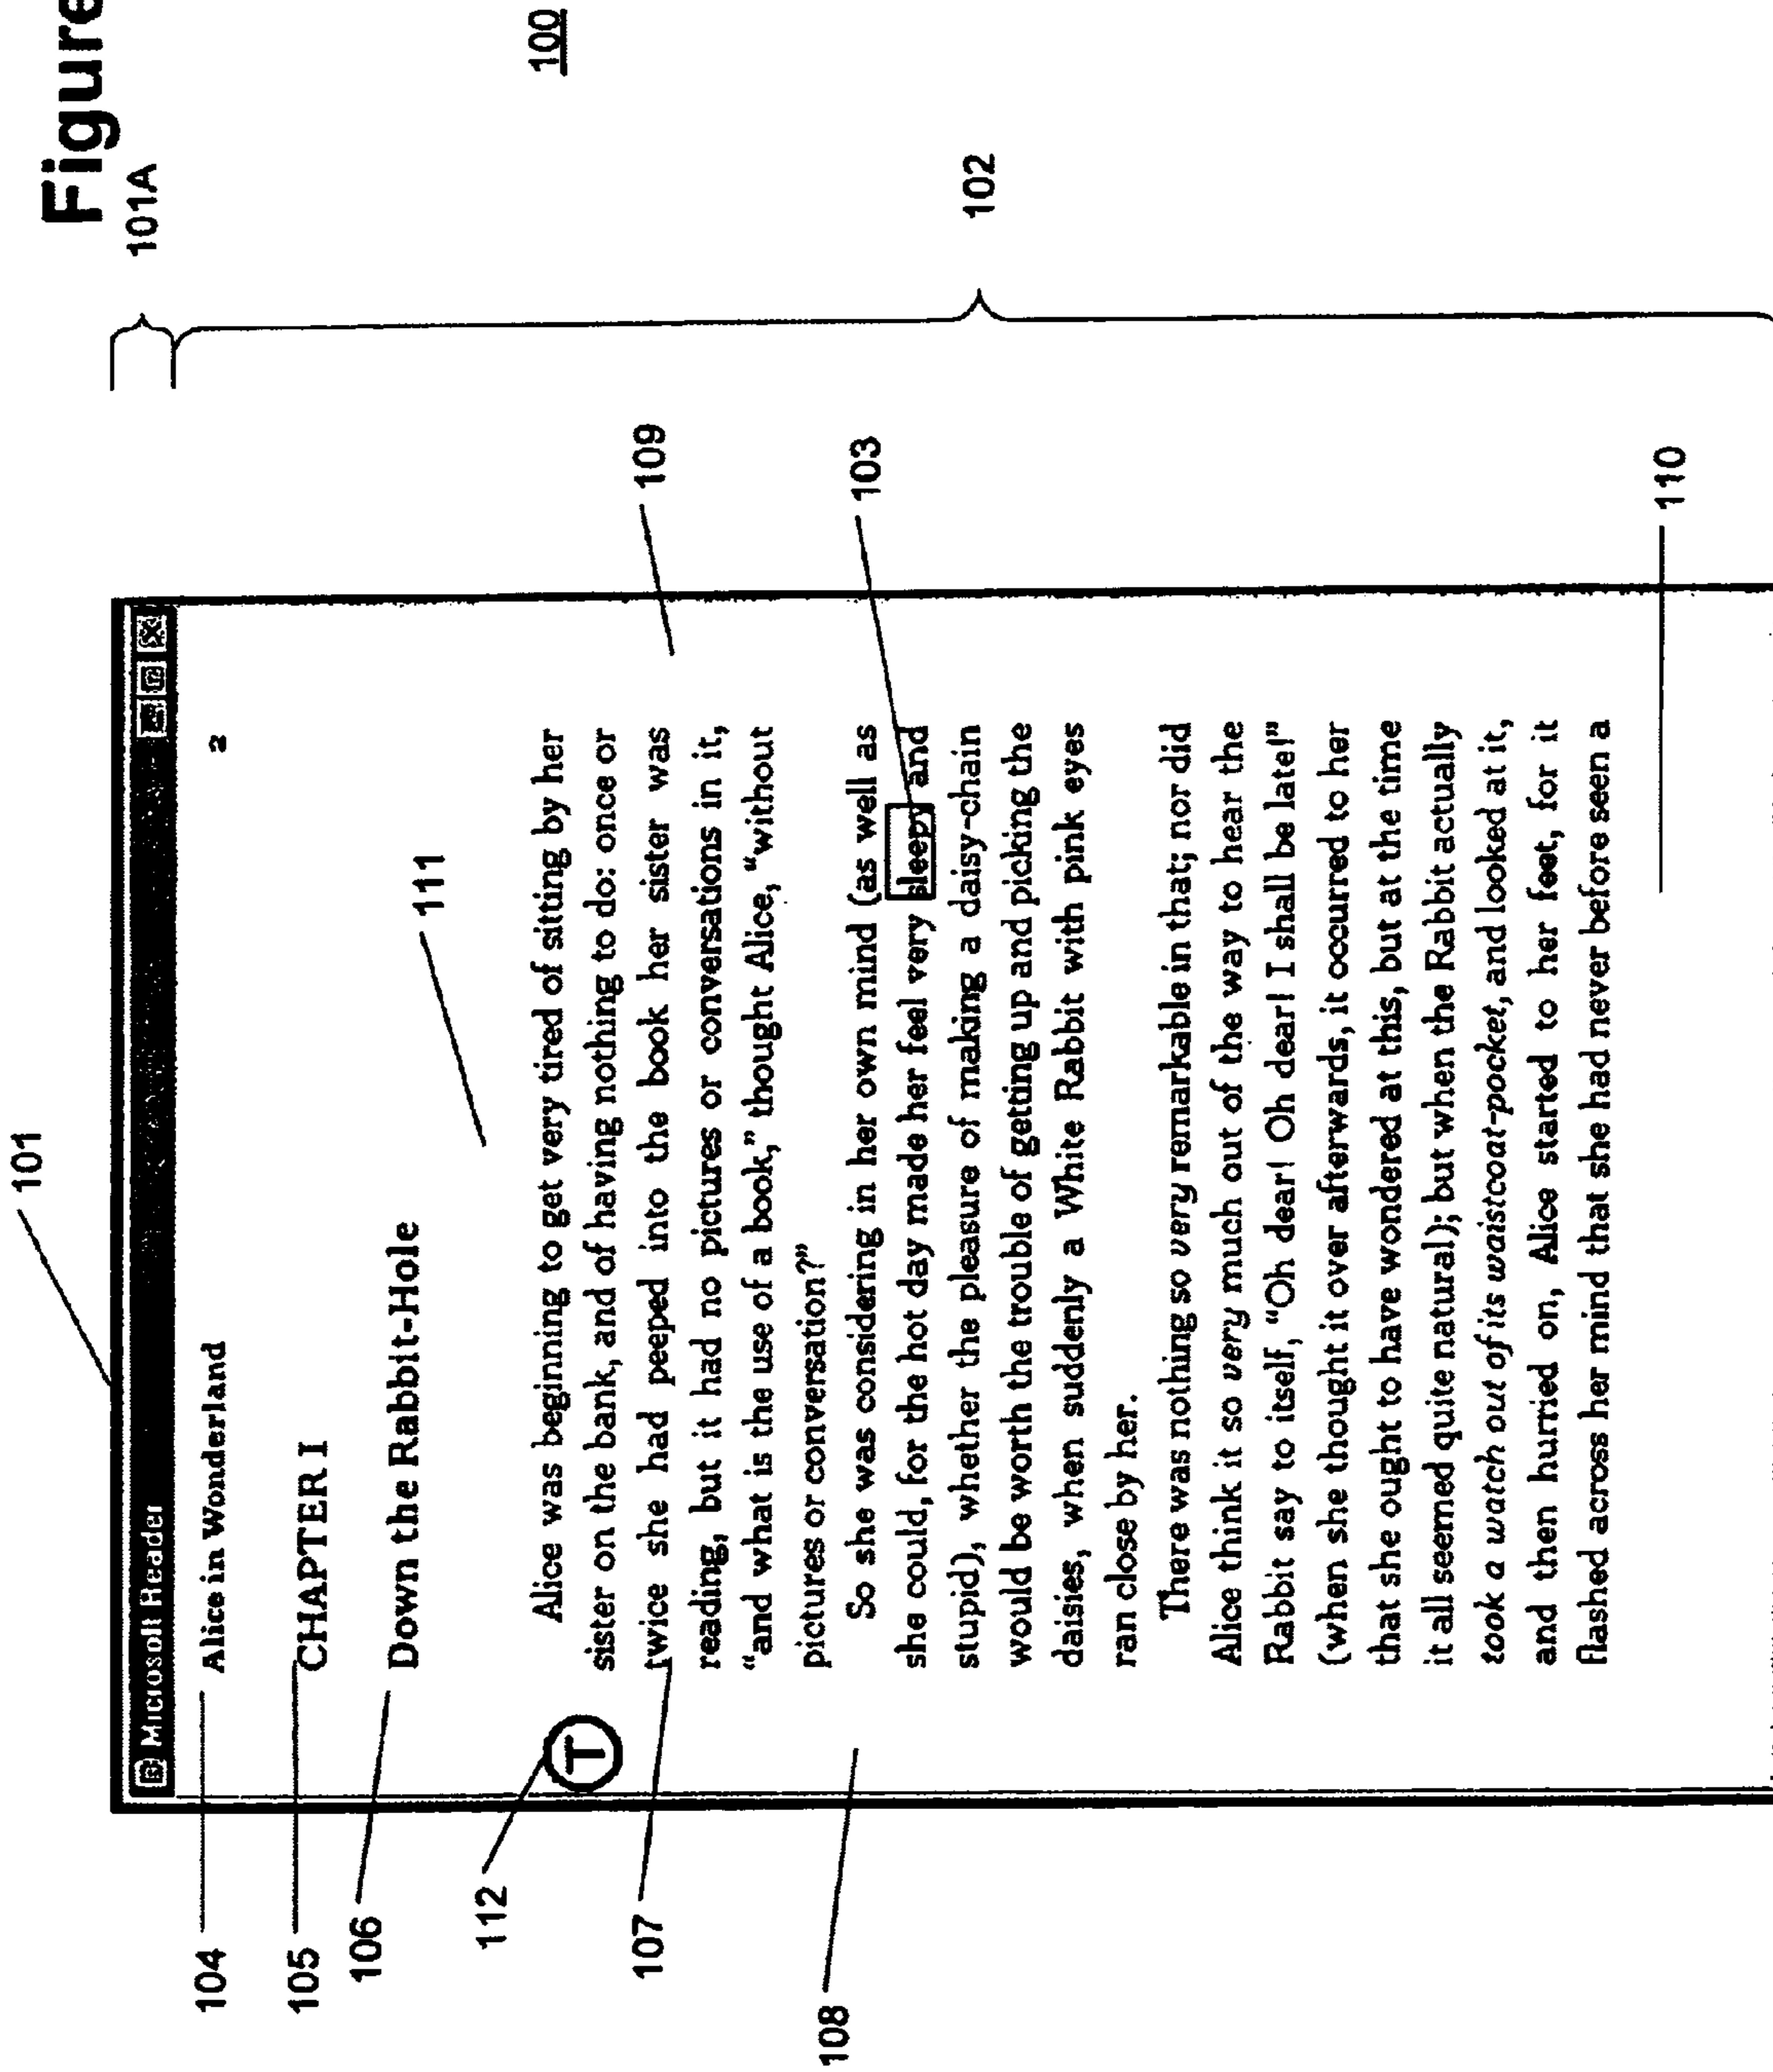 Figure
100
101
101A
Microsoft Reader
104
Alice in Wonderland
2
105
CHAPTER I
106
Down the Rabbit-Hole
111
112
T
Alice was beginning to get very tired of sitting by her
sister on the bank, and of having nothing to do: once or
107
twice she had peeped into the book her sister was
109
reading, but it had no pictures or conversations in it,
“and what is the use of a book,” thought Alice, “without
pictures or conversation?”
108
So she was considering in her own mind (as well as
103
she could, for the hot day made her feel very sleepy and
stupid), whether the pleasure of making a daisy-chain
102
would be worth the trouble of getting up and picking the
daisies, when suddenly a White Rabbit with pink eyes
ran close by her.
There was nothing so very remarkable in that; nor did
Alice think it so very much out of the way to hear the
Rabbit say to itself, “Oh dear! Oh dear! I shall be late!”
(when she thought it over afterwards, it occurred to her
that she ought to have wondered at this, but at the time
it all seemed quite natural); but when the Rabbit actually
took a watch out of its waistcoat-pocket, and looked at it,
and then hurried on, Alice started to her feet, for it
flashed across her mind that she had never before seen a
110